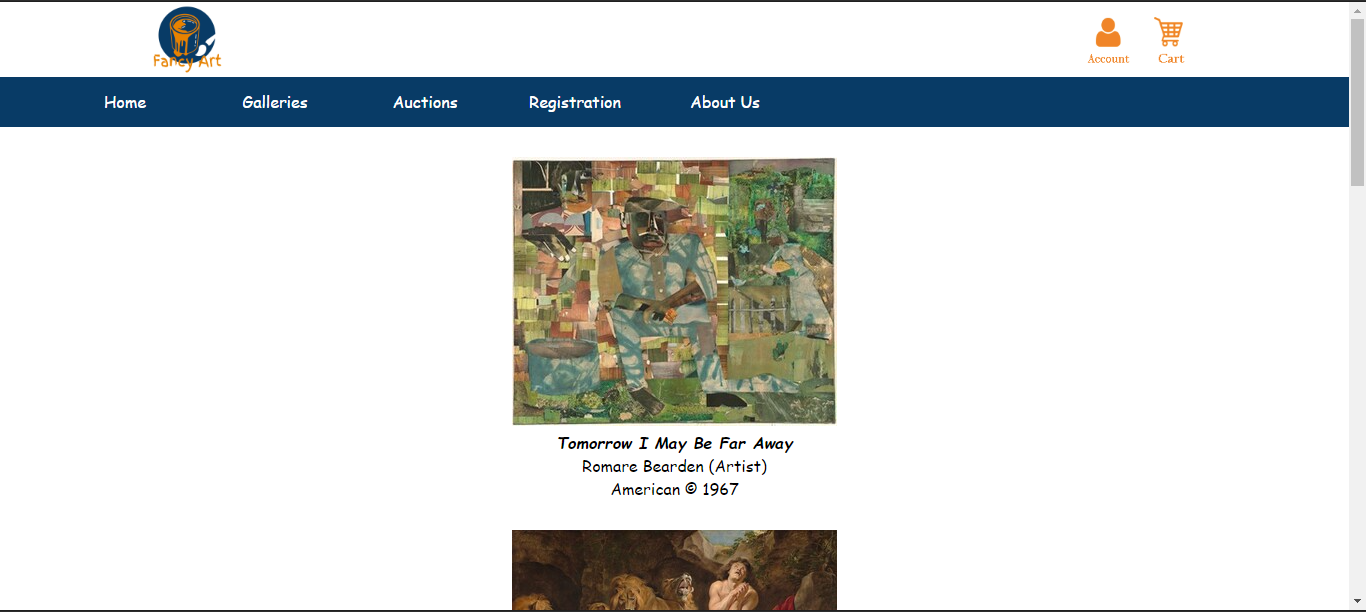 Fancy Art
Account
Cart
Home
Galleries
Auctions
Registration
About Us
Tomorrow I May Be Far Away
Romare Bearden (Artist)
American © 1967